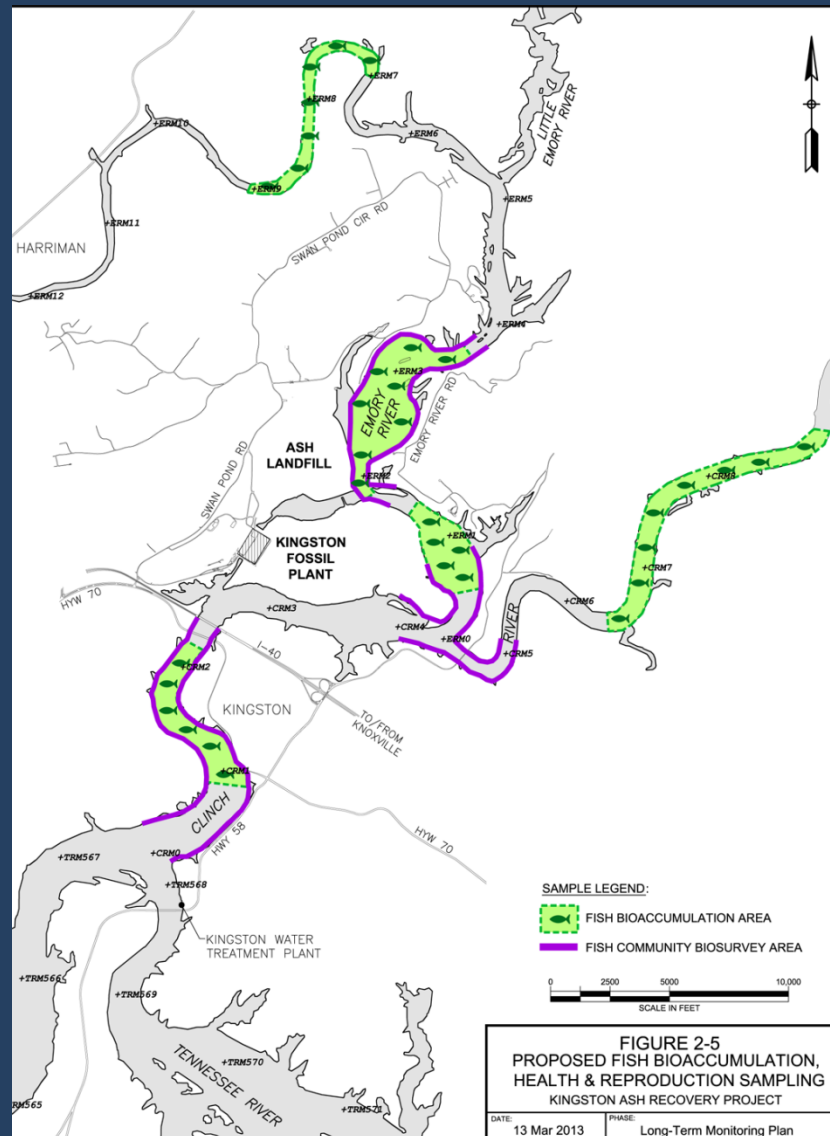 +ERM7
+ERM8
+ERM10
+ERM6
LITTLE
EMORY RIVER
+ERM9
+ERM5
SWAN POND CIR RD
+ERM11
HARRIMAN
+ERM12
+ERM4
+ERM3
EMORY
RIVER
EMORY RIVER RD
ASH
LANDFILL
SWAN POND RD
+ERM2
+CRM8
+ERM1
KINGSTON
FOSSIL
PLANT
+CRM7
HYW 70
+CRM3
+CRM6
+CRM4
+ERM0
RIVER
+CRM5
I-40
+CRM2
KINGSTON
TO/FROM
KNOXVILLE
+CRM1
CLINCH
HWY 58
HYW 70
+CRM0
+TRM567
+TRM568
KINGSTON WATER
TREATMENT PLANT
+TRM566
+TRM569
TENNESSEE RIVER
+TRM570
RM565
+TRM571
SAMPLE LEGEND:
FISH BIOACCUMULATION AREA
FISH COMMUNITY BIOSURVEY AREA
0 2500 5000 10,000
SCALE IN FEET
FIGURE 2-5
PROPOSED FISH BIOACCUMULATION,
HEALTH & REPRODUCTION SAMPLING
KINGSTON ASH RECOVERY PROJECT
DATE: PHASE:
13 Mar 2013 Long-Term Monitoring Plan